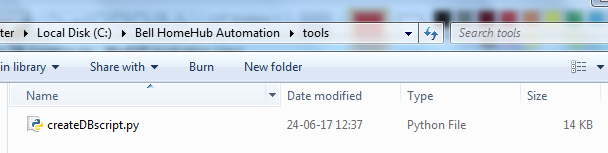 ter ▸ Local Disk (C:) ▸ Bell HomeHub Automation ▸ tools Search tools
in library Share with Burn New folder
Name Date modified Type Size
createDBscript.py 24-06-17 12:37 Python File 14 KB